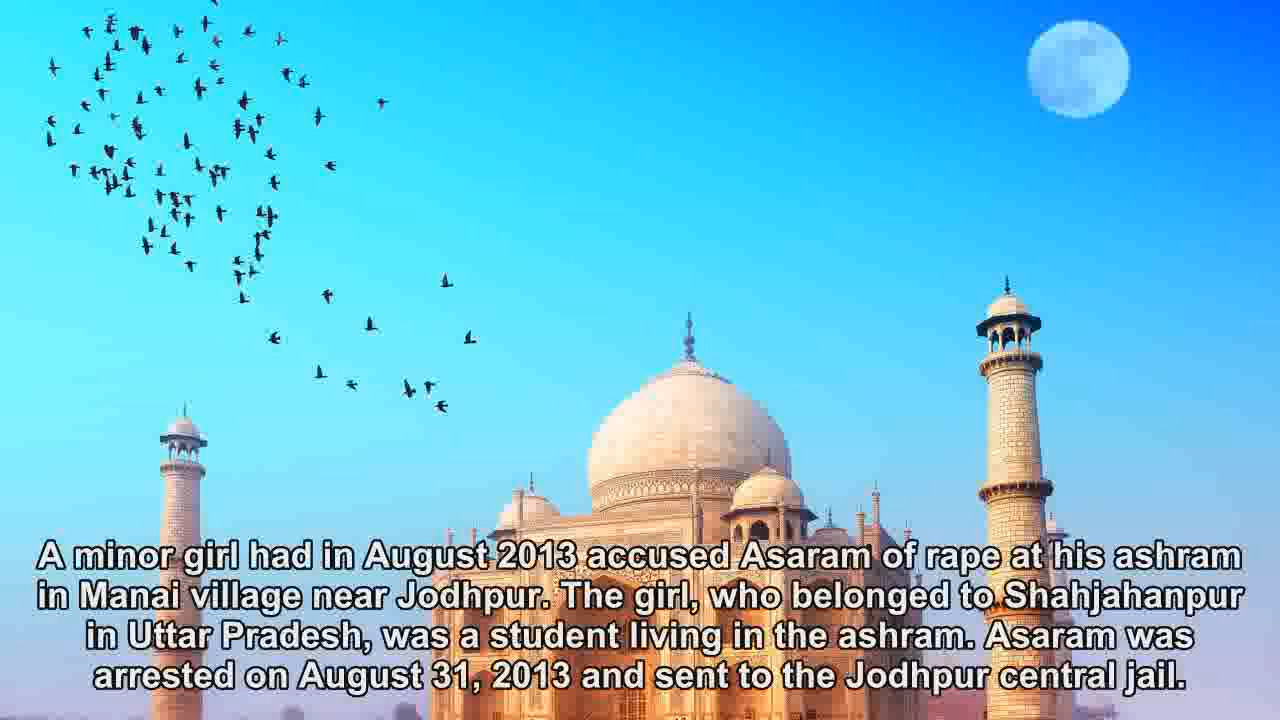 A minor girl had in August 2013 accused Asaram of rape at his ashram
in Manai village near Jodhpur. The girl, who belonged to Shahjahanpur
in Uttar Pradesh, was a student living in the ashram. Asaram was
arrested on August 31, 2013 and sent to the Jodhpur central jail.